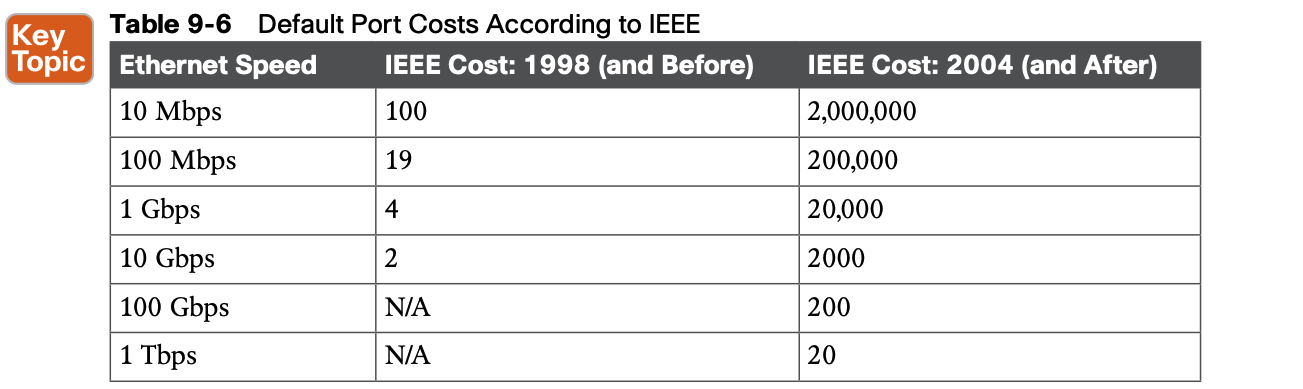 Key
Topic
Table 9-6 Default Port Costs According to IEEE
Ethernet Speed IEEE Cost: 1998 (and Before) IEEE Cost: 2004 (and After)
10 Mbps 100 2,000,000
100 Mbps 19 200,000
1 Gbps 4 20,000
10 Gbps 2 2000
100 Gbps N/A 200
1 Tbps N/A 20